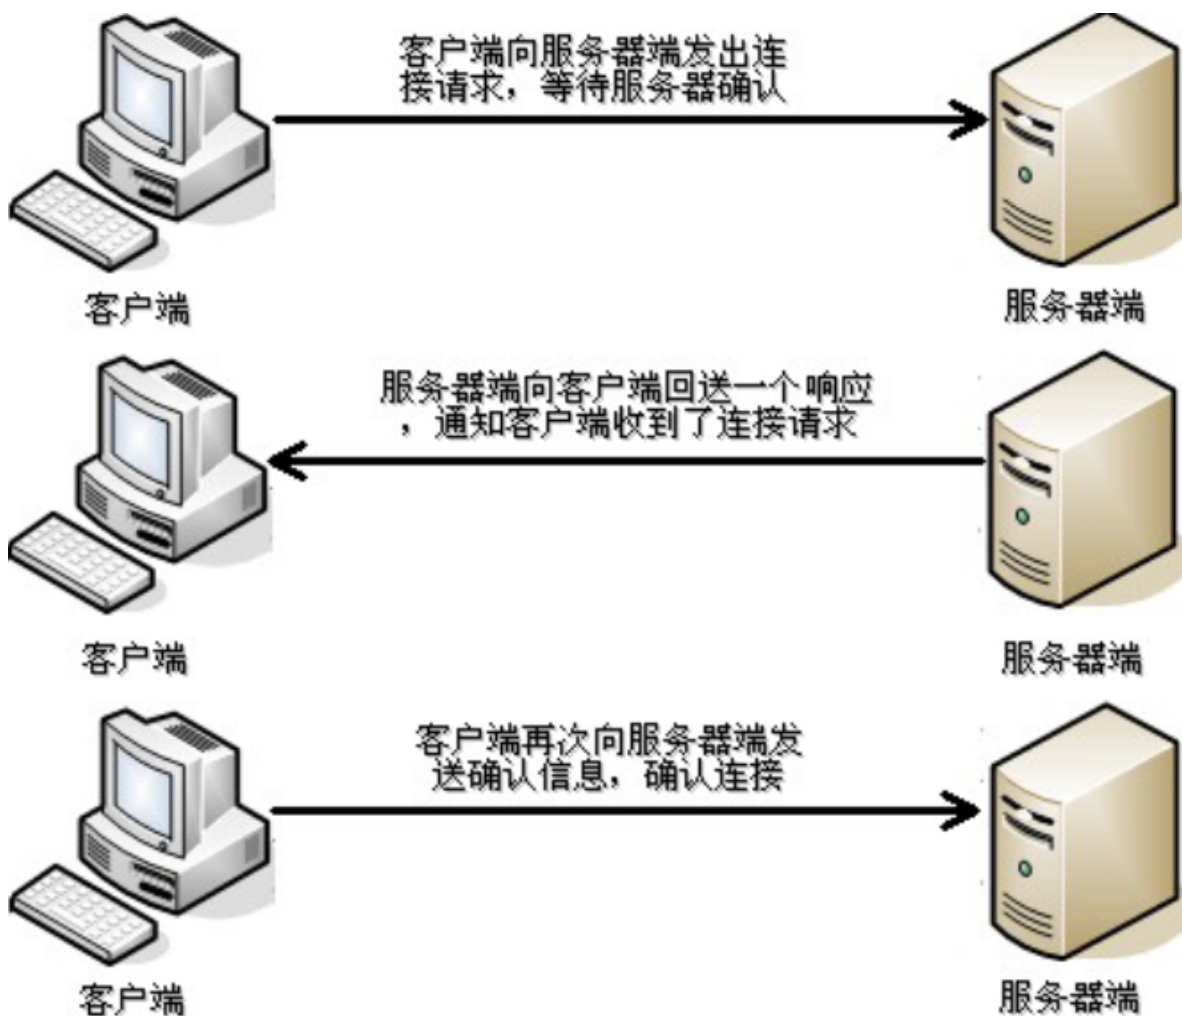 客户端向服务器端发出连
接请求，等待服务器确认
客户端
服务器端
服务器端向客户端回送一个响应
，通知客户端收到了连接请求
客户端
服务器端
客户端再次向服务器端发
送确认信息，确认连接
客户端
服务器端